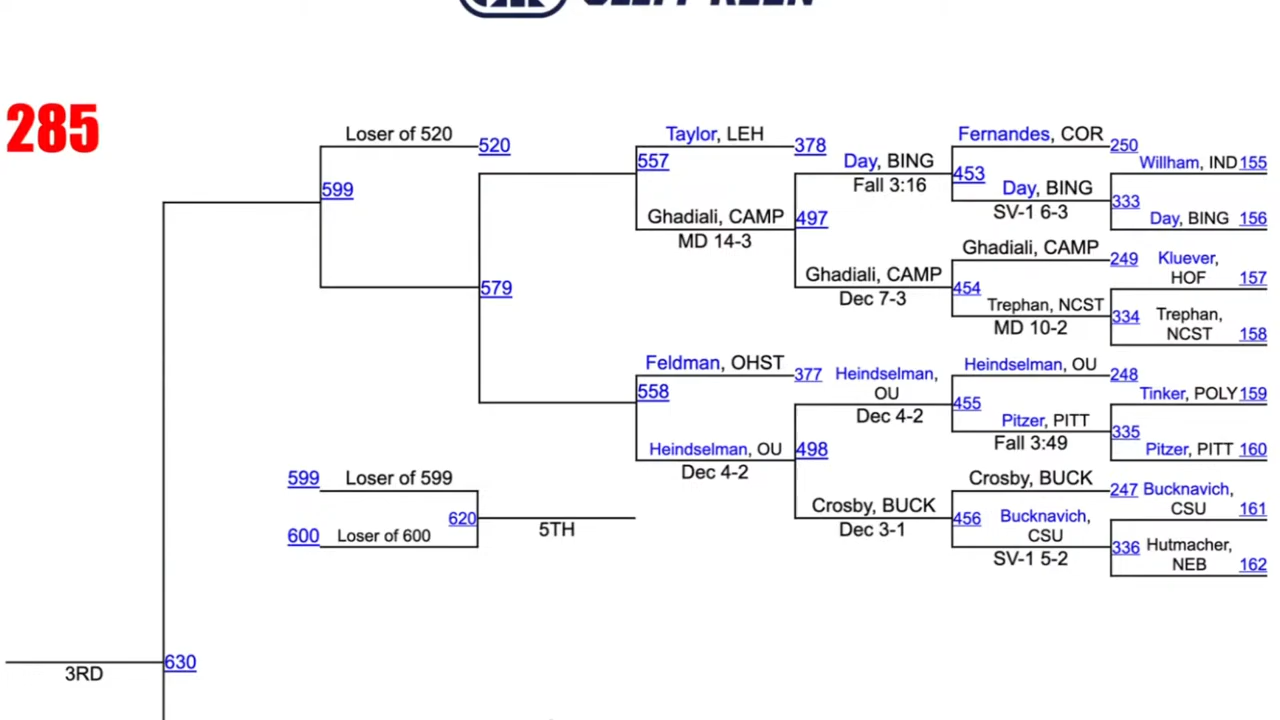 285
Loser of 520
520
599
557
Taylor, LEH
378
Ghadiali, CAMP
MD 14-3
579
Day, BING
Fall 3:16
497
Ghadiali, CAMP
Dec 7-3
Fernandes, COR
250
453
Day, BING
SV-1 6-3
333
Willham, IND 155
Day, BING 156
Ghadiali, CAMP
249
454
Trephan, NCST
MD 10-2
334
Kluever,
HOF
157
Trephan,
NCST
158
Feldman, OHST
377
558
Heindselman, OU
Dec 4-2
Heindselman,
OU
Dec 4-2
498
Crosby, BUCK
Dec 3-1
Heindselman, OU
248
455
Pitzer, PITT
Fall 3:49
335
Tinker, POLY 159
Pitzer, PITT 160
Crosby, BUCK
247
456
Bucknavich,
CSU
SV-1 5-2
336
Bucknavich,
CSU
161
Hutmacher,
NEB
162
599 Loser of 599
620
5TH
600 Loser of 600
630
3RD